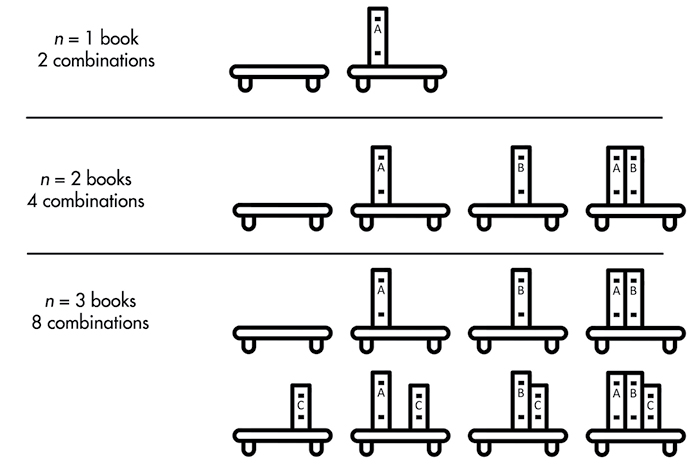 n = 1 book
2 combinations
A
n = 2 books
4 combinations
A
B
A B
n = 3 books
8 combinations
A
B
A B
C
A C
B C
A B C